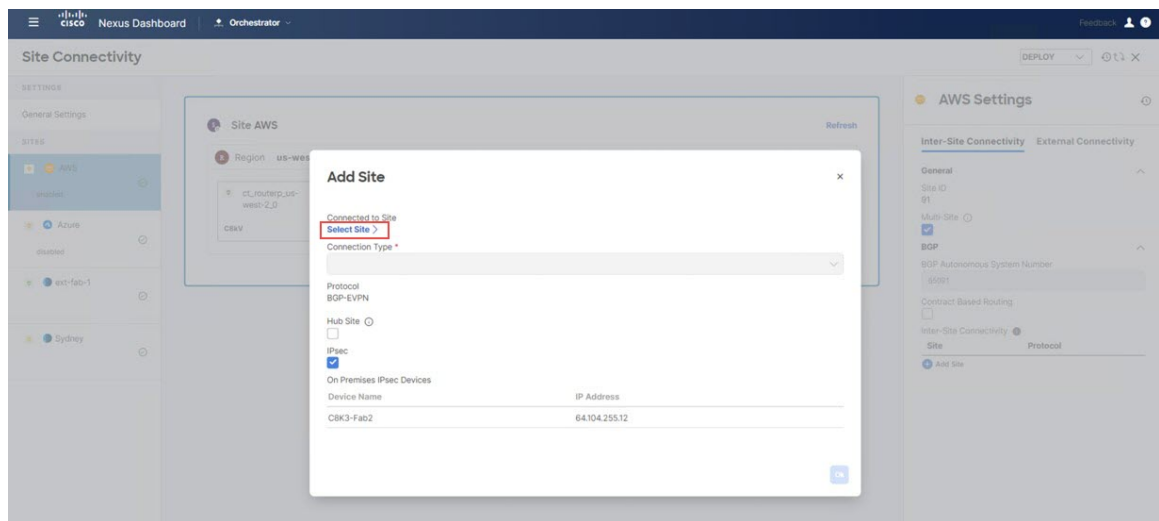 cisco Nexus Dashboard Orchestrator Feedback
Site Connectivity
DEPLOY
SETTINGS
General Settings
SITES
AWS
enabled
Azure
disabled
ext-fab-1
Sydney
Site AWS Refresh
Region us-wes
ct_routerp_us-
west-2_0
C8kV
Add Site
Connected to Site
Select Site
Connection Type *
Protocol
BGP-EVPN
Hub Site
IPsec
On Premises IPsec Devices
Device Name IP Address
C8K3-Fab2 64.104.255.12
Ok
AWS Settings
Inter-Site Connectivity External Connectivity
General
Site ID
91
Multi-Site
BGP
BGP Autonomous System Number
65091
Contract Based Routing
Inter-Site Connectivity
Site Protocol
Add Site